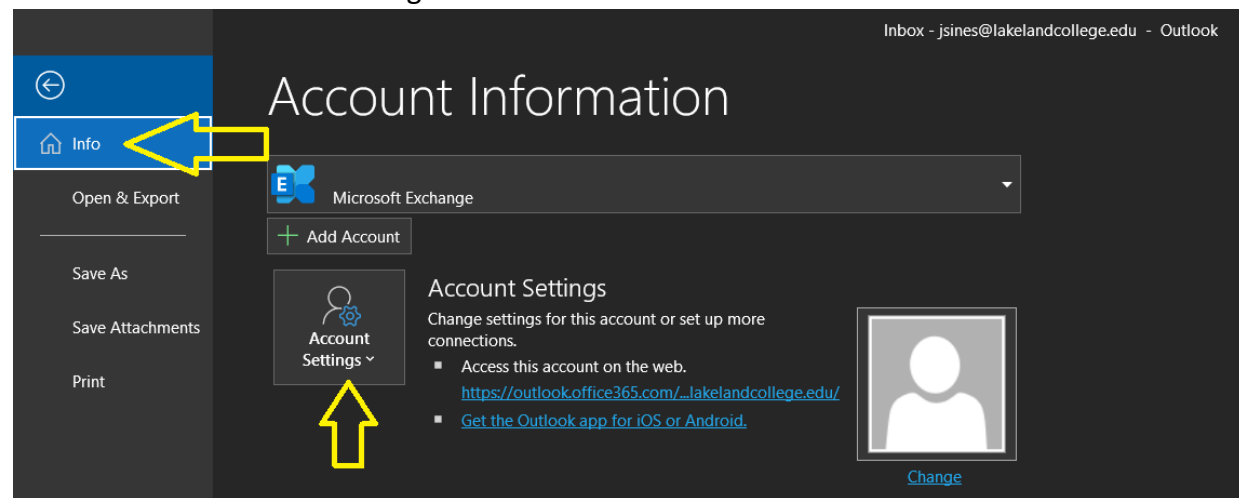 Inbox - jsines@lakelandcollege.edu - Outlook
Account Information
Info
Open & Export
Save As
Save Attachments
Print
E
Microsoft Exchange
Add Account
Account
Settings
Account Settings
Change settings for this account or set up more
connections.
Access this account on the web.
https://outlook.office365.com/...lakelandcollege.edu/
Get the Outlook app for iOS or Android.
Change